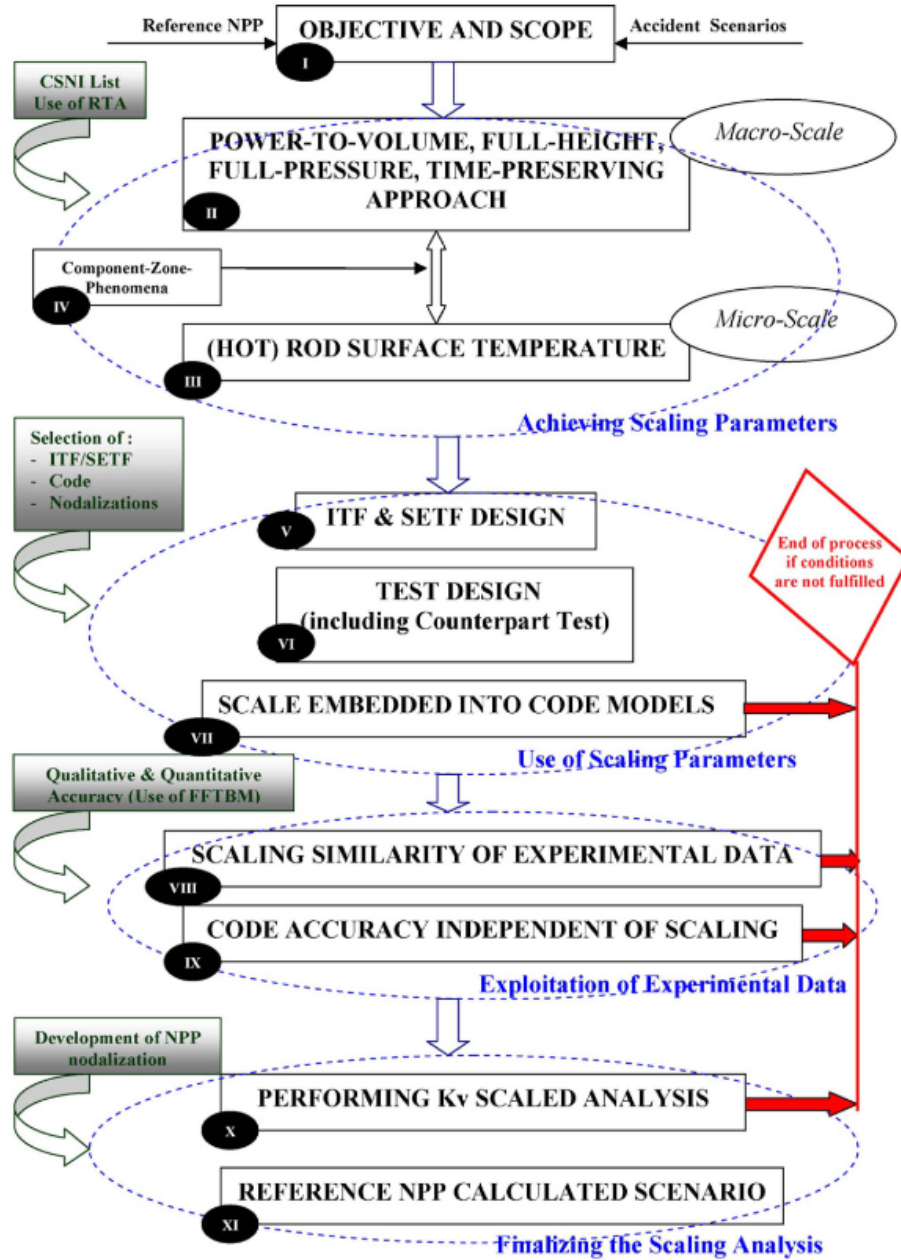 Reference NPP
OBJECTIVE AND SCOPE
Accident Scenarios
I
CSNI List
Use of RTA
POWER-TO-VOLUME, FULL-HEIGHT,
FULL-PRESSURE, TIME-PRESERVING
APPROACH
II
Macro-Scale
Component-Zone-
Phenomena
IV
(HOT) ROD SURFACE TEMPERATURE
III
Micro-Scale
Achieving Scaling Parameters
Selection of :
- ITF/SETF
- Code
- Nodalizations
ITF & SETF DESIGN
V
End of process
if conditions
are not fulfilled
TEST DESIGN
(including Counterpart Test)
VI
SCALE EMBEDDED INTO CODE MODELS
VII
Use of Scaling Parameters
Qualitative & Quantitative
Accuracy (Use of FFTBM)
SCALING SIMILARITY OF EXPERIMENTAL DATA
VIII
CODE ACCURACY INDEPENDENT OF SCALING
IX
Exploitation of Experimental Data
Development of NPP
nodalization
PERFORMING Kv SCALED ANALYSIS
X
REFERENCE NPP CALCULATED SCENARIO
XI
Finalizing the Scaling Analysis